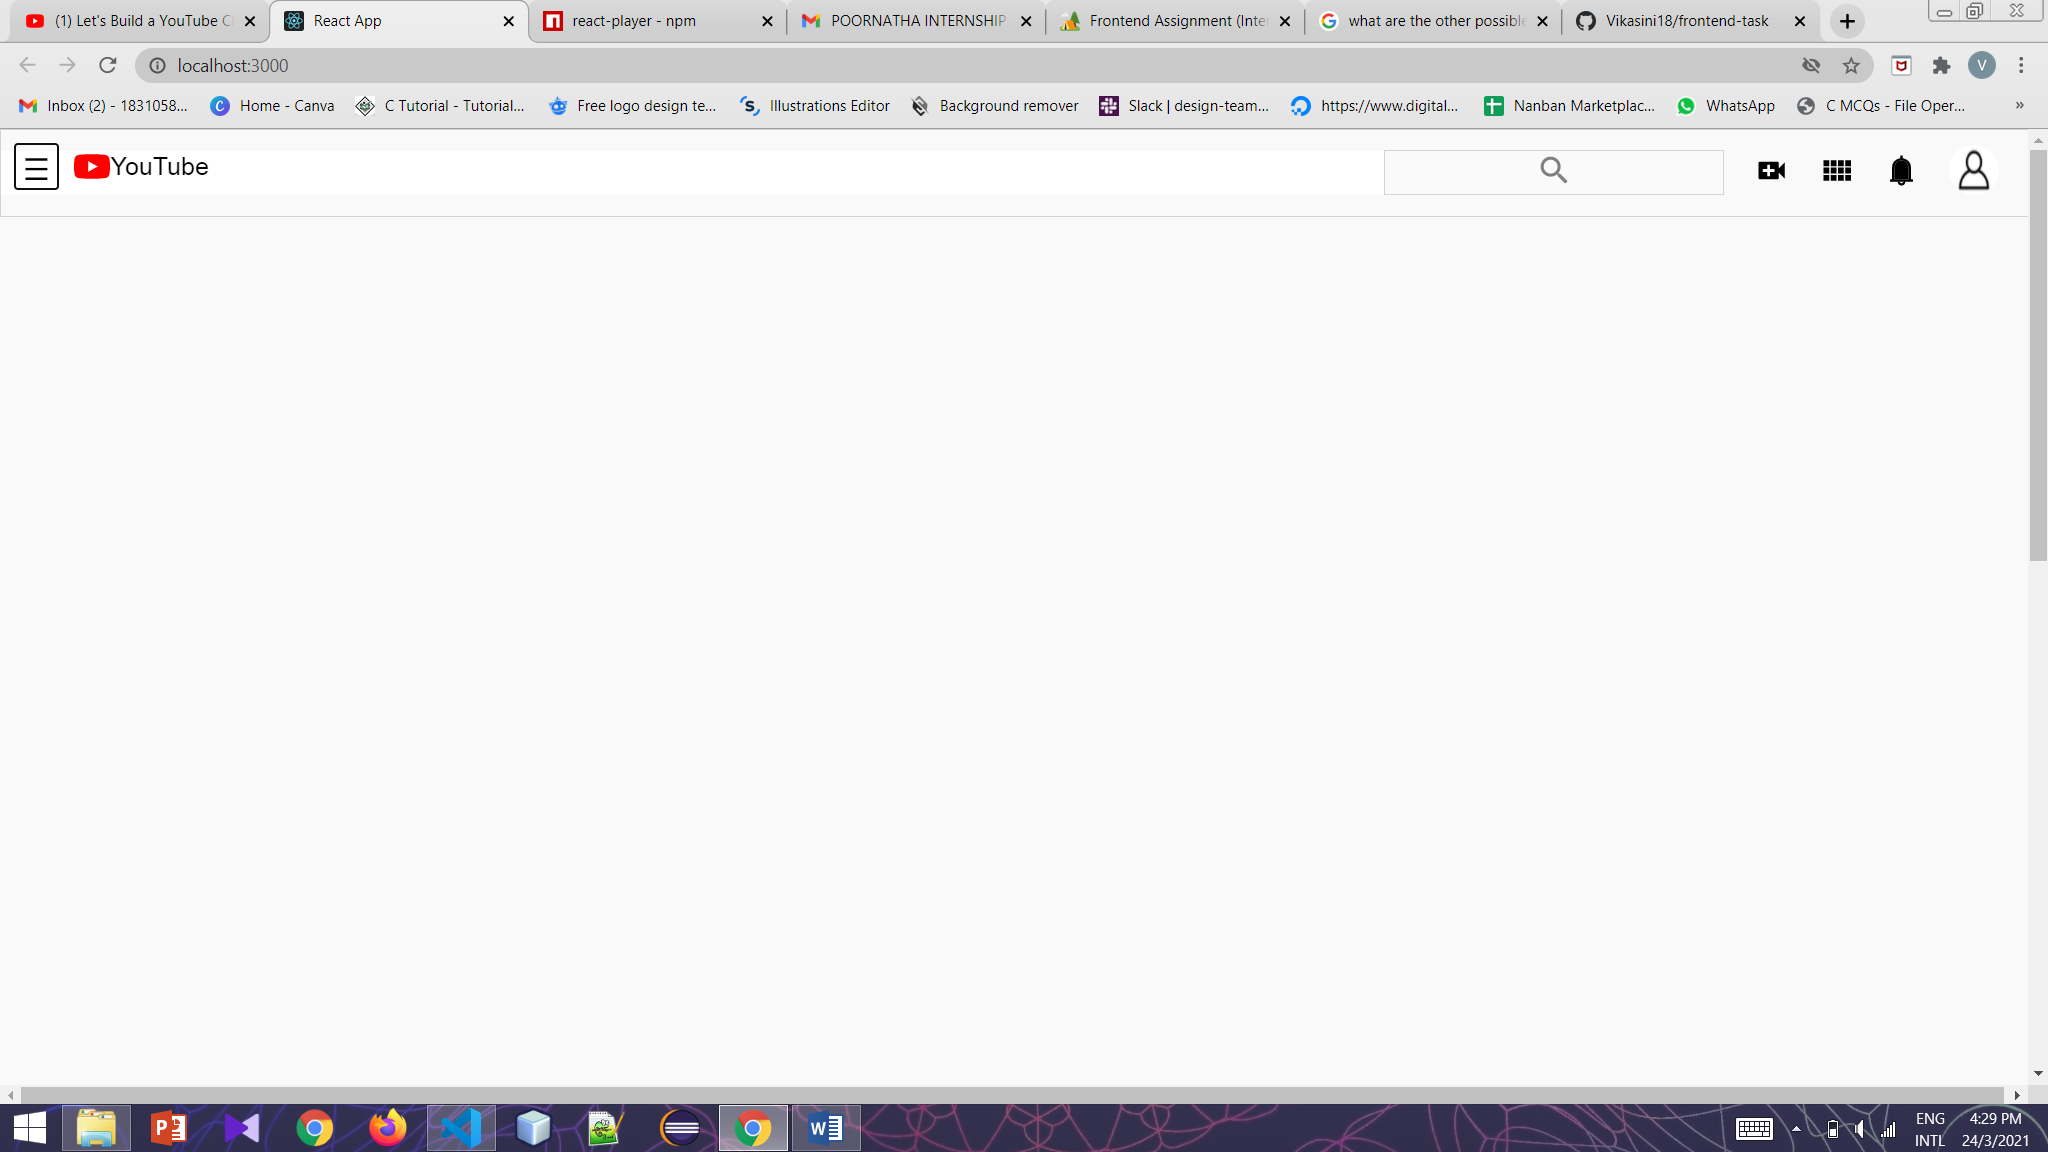 (1) Let's Build a YouTube C
React App
react-player - npm
POORNATHA INTERNSHIP
Frontend Assignment (Inte
what are the other possible
Vikasini18/frontend-task
localhost:3000
V
Inbox (2) - 1831058...
Home - Canva
C Tutorial - Tutorial...
Free logo design te...
Illustrations Editor
Background remover
Slack | design-team...
https://www.digital...
Nanban Marketplac...
WhatsApp
C MCQs - File Oper...
»
YouTube
ENG
4:29 PM
INTL
24/3/2021